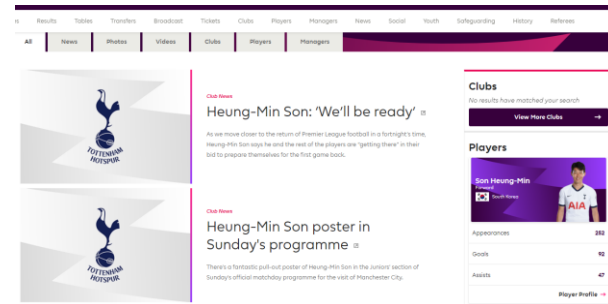 Results Tables Transfers Broadcast Tickets Clubs Players Managers News Social Youth Safeguarding History Referees
All News Photos Videos Clubs Players Managers
TOTTENHAM
HOTSPUR
Club News
Heung-Min Son: ‘We'll be ready’
As we move closer to the return of Premier League football in a fortnight's time,
Heung-Min Son says he and the rest of the players are "getting there" in their
bid to prepare themselves for the first game back.
TOTTENHAM
HOTSPUR
Club News
Heung-Min Son poster in
Sunday's programme
There's a fantastic pull-out poster of Heung-Min Son in the Juniors' section of
Sunday's official matchday programme for the visit of Manchester City.
Clubs
No results have matched your search
View More Clubs →
Players
Son Heung-Min
Forward
South Korea
AIA
Appearances 252
Goals 92
Assists 47
Player Profile →